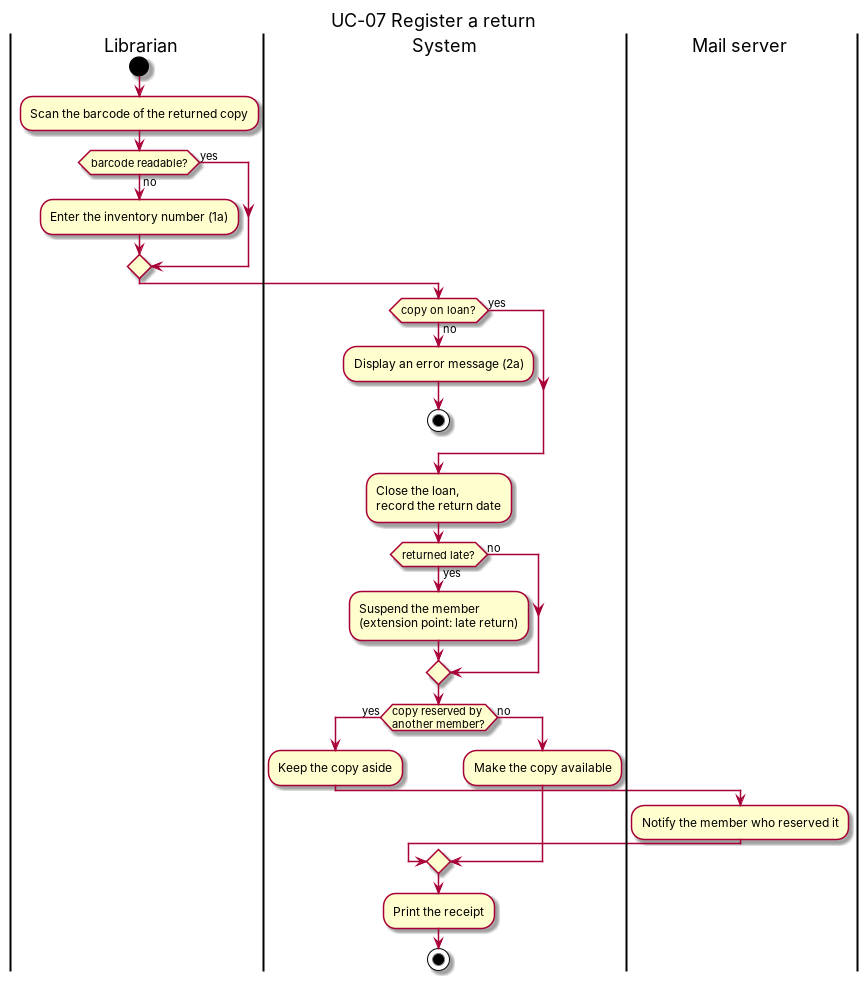 UC-07 Register a return
Librarian
System
Mail server
Scan the barcode of the returned copy
barcode readable?
yes
no
Enter the inventory number (1a)
copy on loan?
yes
no
Display an error message (2a)
Close the loan,
record the return date
returned late?
no
yes
Suspend the member
(extension point: late return)
yes
copy reserved by
another member?
no
Keep the copy aside
Make the copy available
Notify the member who reserved it
Print the receipt